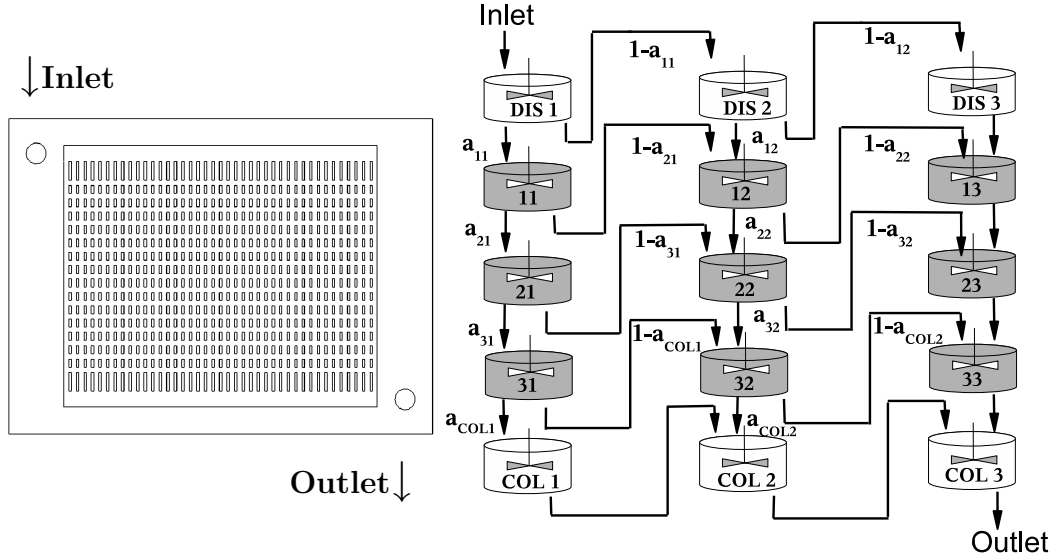 ↓Inlet
Outlet↓
Inlet
1-a11
1-a12
DIS 1
DIS 2
DIS 3
a11
1-a21
a12
1-a22
11
12
13
a21
1-a31
a22
1-a32
21
22
23
a31
1-aCOL1
a32
1-aCOL2
31
32
33
aCOL1
aCOL2
COL 1
COL 2
COL 3
Outlet